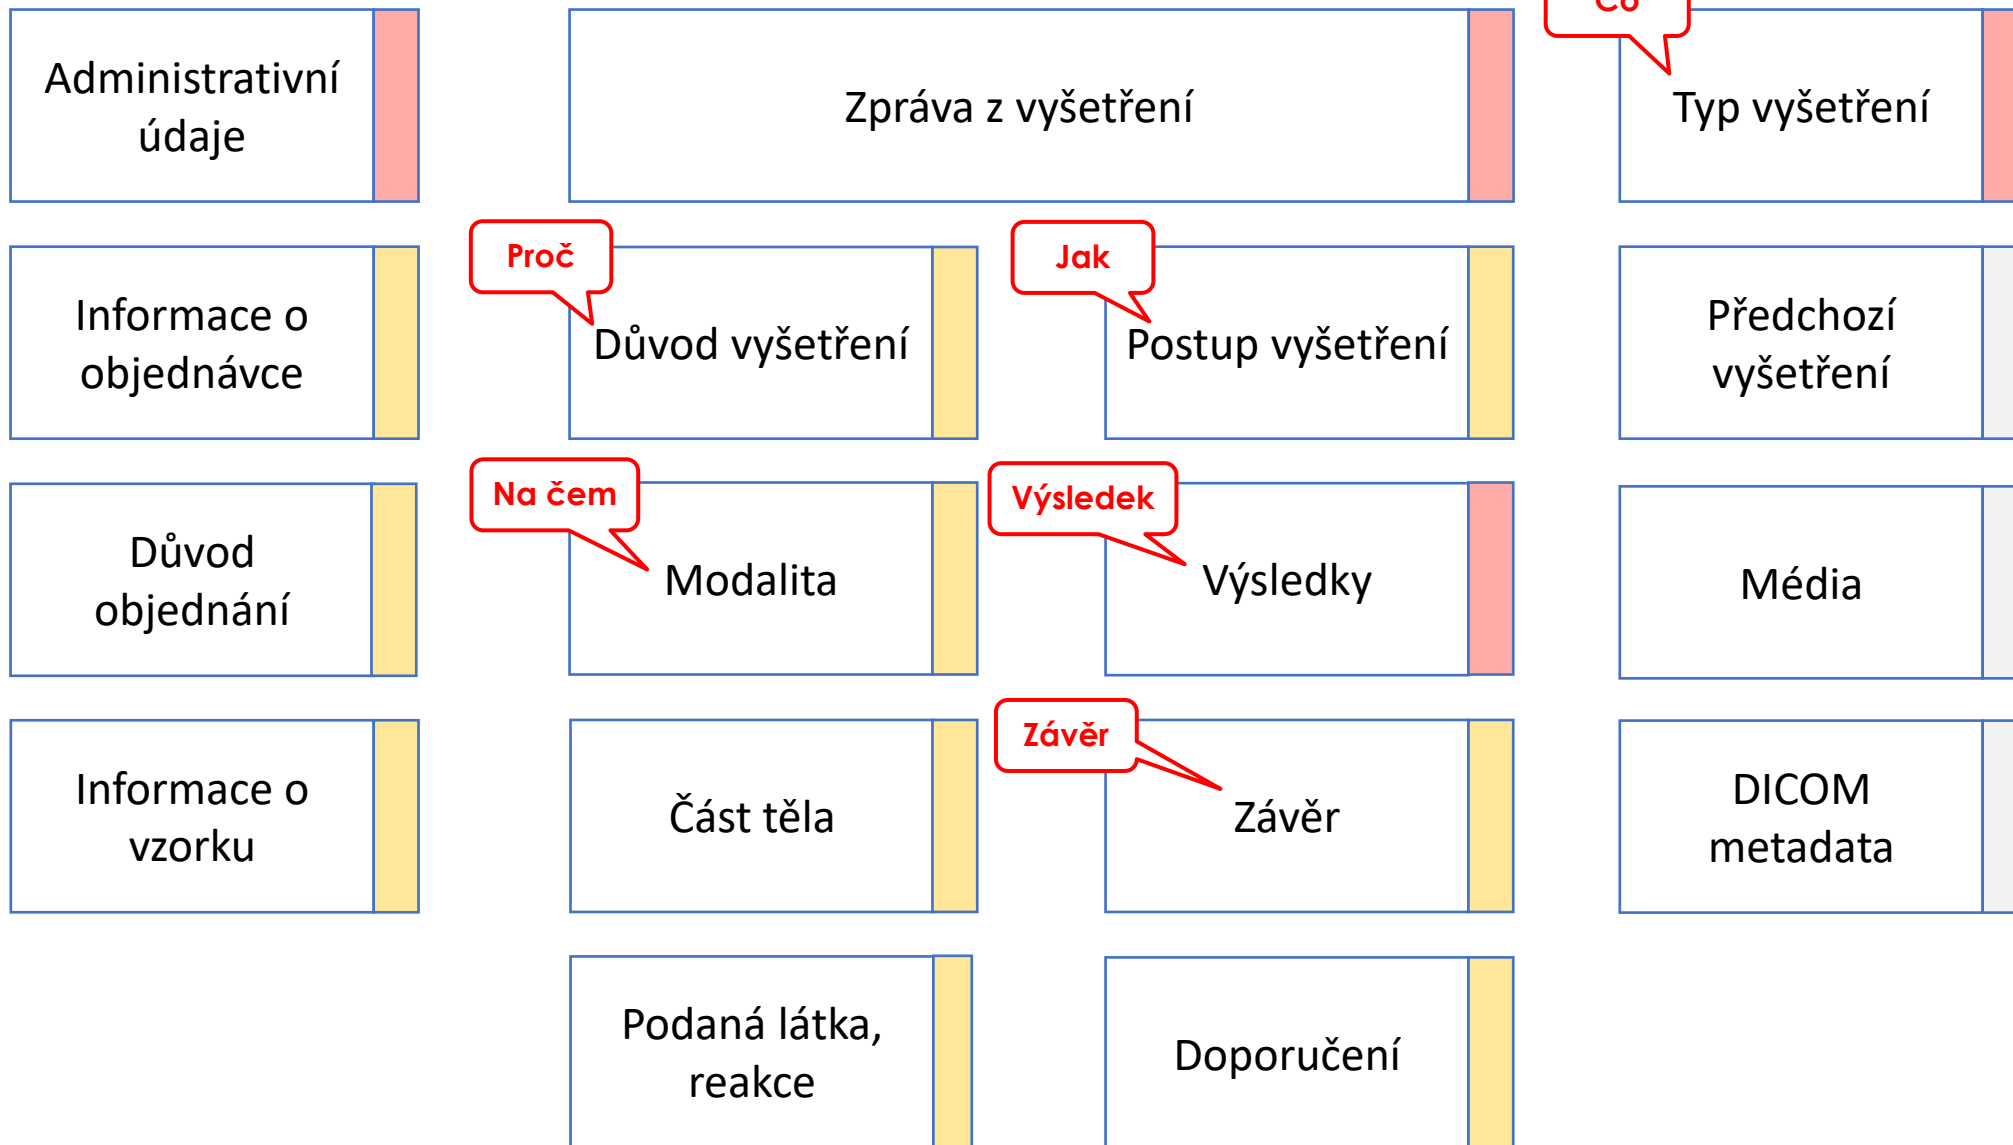 Co
Administrativní
údaje
Zpráva z vyšetření
Typ vyšetření
Proč
Jak
Informace o
objednávce
Důvod vyšetření
Postup vyšetření
Předchozí
vyšetření
Na čem
Výsledek
Důvod
objednání
Modalita
Výsledky
Média
Závěr
Informace o
vzorku
Část těla
Závěr
DICOM
metadata
Podaná látka,
reakce
Doporučení